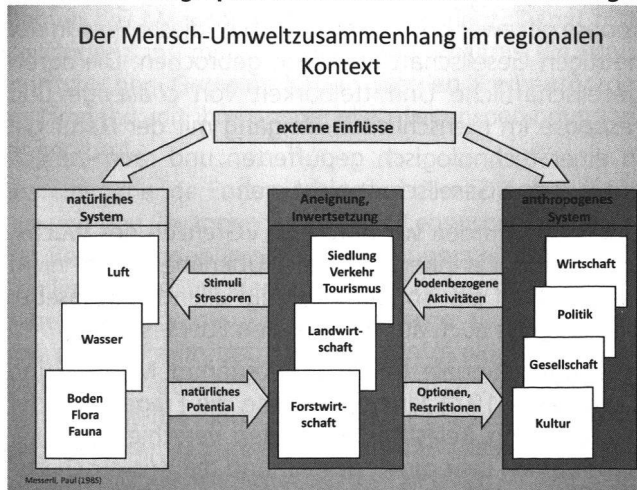 Der Mensch-Umweltzusammenhang im regionalen
Kontext
externe Einflüsse
natürliches
System
Luft
Wasser
Boden
Flora
Fauna
Stimuli
Stressoren
natürliches
Potential
Aneignung,
Inwertsetzung
Siedlung
Verkehr
Tourismus
Landwirt-
schaft
Forstwirt-
schaft
bodenbezogene
Aktivitäten
Optionen,
Restriktionen
anthropogenes
System
Wirtschaft
Politik
Gesellschaft
Kultur
Messerli, Paul (1985)